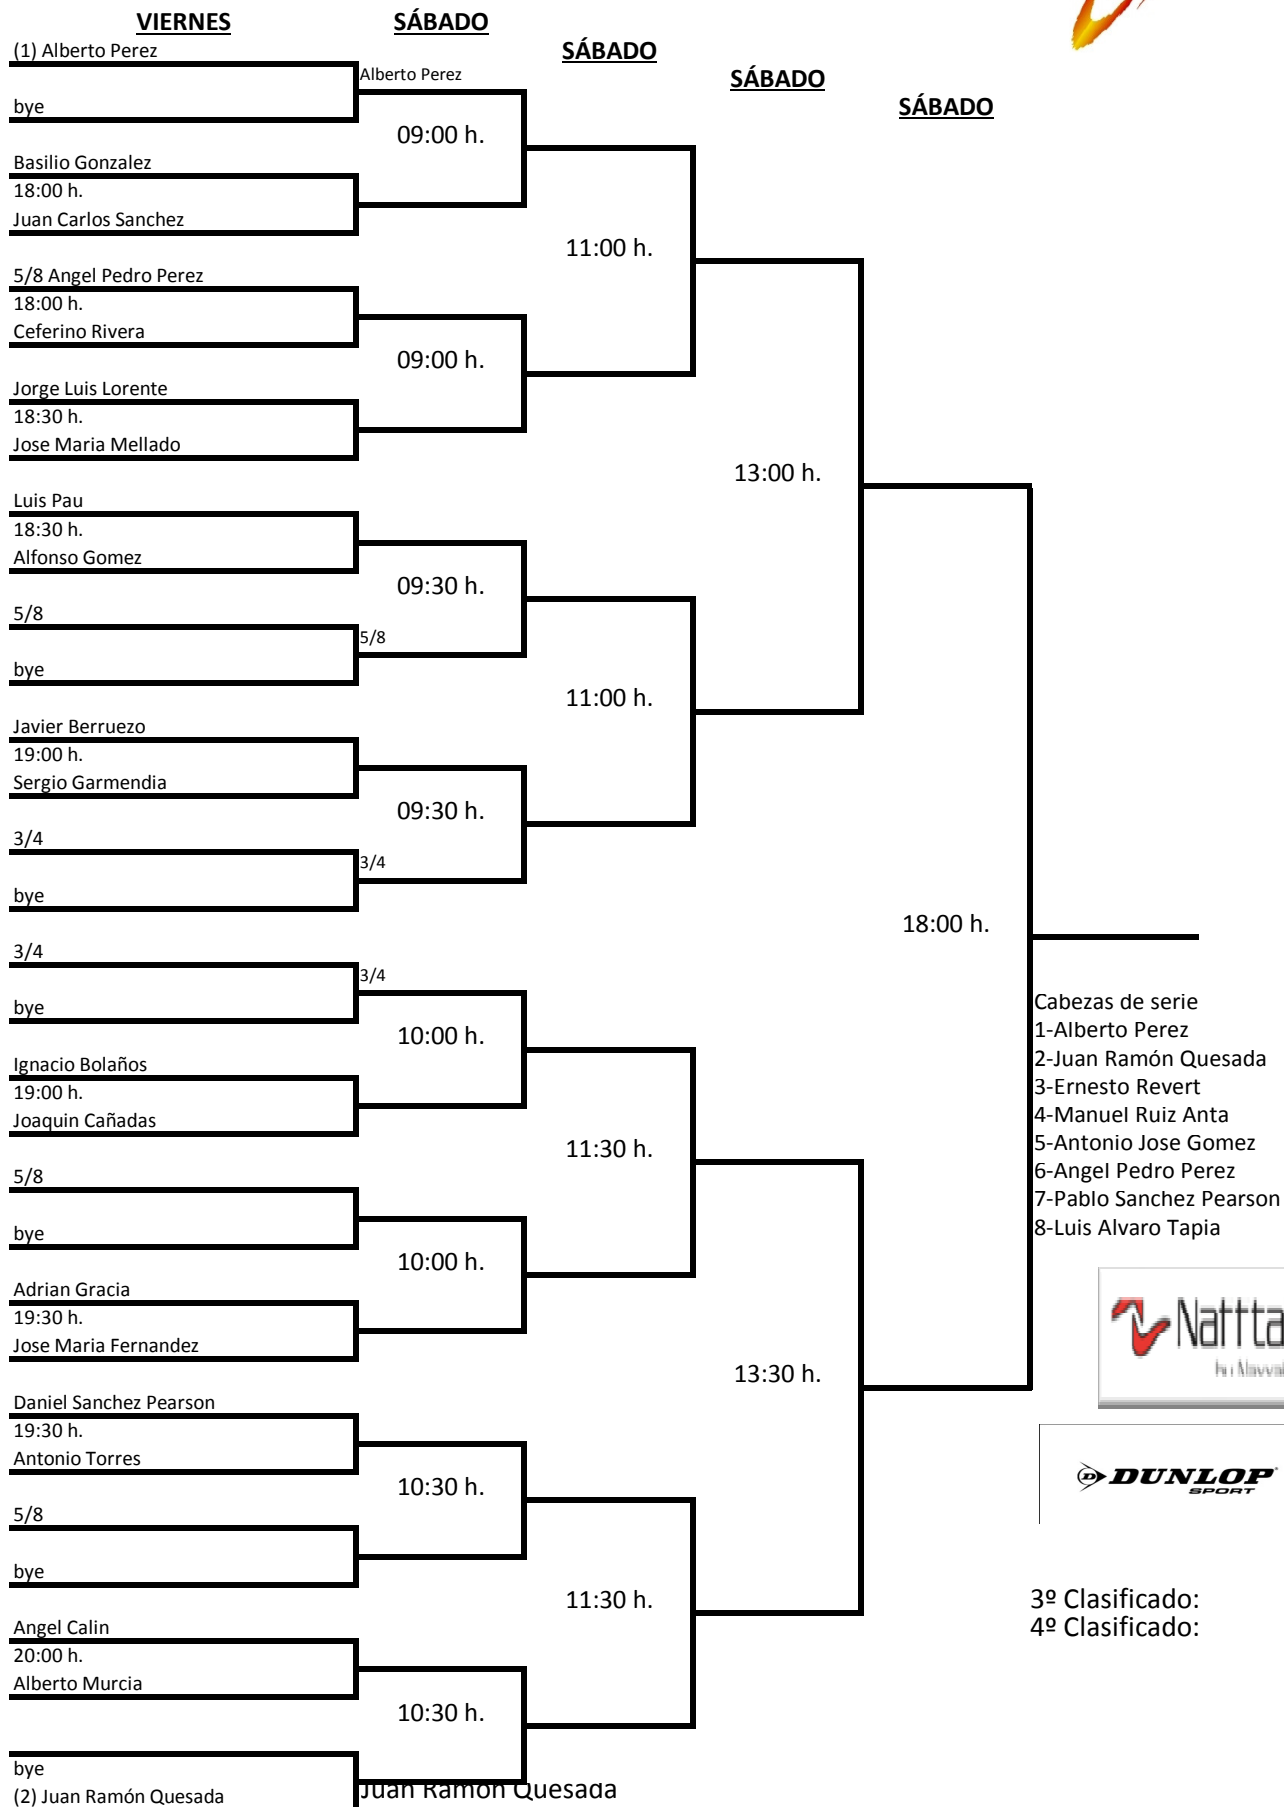 VIERNES
SÁBADO
SÁBADO
SÁBADO
SÁBADO
(1) Alberto Perez
Alberto Perez
bye
09:00 h.
Basilio Gonzalez
18:00 h.
Juan Carlos Sanchez
11:00 h.
5/8 Angel Pedro Perez
18:00 h.
Ceferino Rivera
09:00 h.
Jorge Luis Lorente
18:30 h.
Jose Maria Mellado
13:00 h.
Luis Pau
18:30 h.
Alfonso Gomez
09:30 h.
5/8
5/8
bye
11:00 h.
Javier Berruezo
19:00 h.
Sergio Garmendia
09:30 h.
3/4
3/4
bye
18:00 h.
3/4
3/4
bye
10:00 h.
Ignacio Bolaños
19:00 h.
Joaquin Cañadas
11:30 h.
5/8
bye
10:00 h.
Adrian Gracia
19:30 h.
Jose Maria Fernandez
13:30 h.
Daniel Sanchez Pearson
19:30 h.
Antonio Torres
10:30 h.
5/8
bye
11:30 h.
Angel Calin
20:00 h.
Alberto Murcia
10:30 h.
bye
(2) Juan Ramón Quesada
Juan Ramón Quesada
Cabezas de serie
1-Alberto Perez
2-Juan Ramón Quesada
3-Ernesto Revert
4-Manuel Ruiz Anta
5-Antonio Jose Gomez
6-Angel Pedro Perez
7-Pablo Sanchez Pearson
8-Luis Alvaro Tapia
Nattta
DUNLOP
SPORT
3º Clasificado:
4º Clasificado: